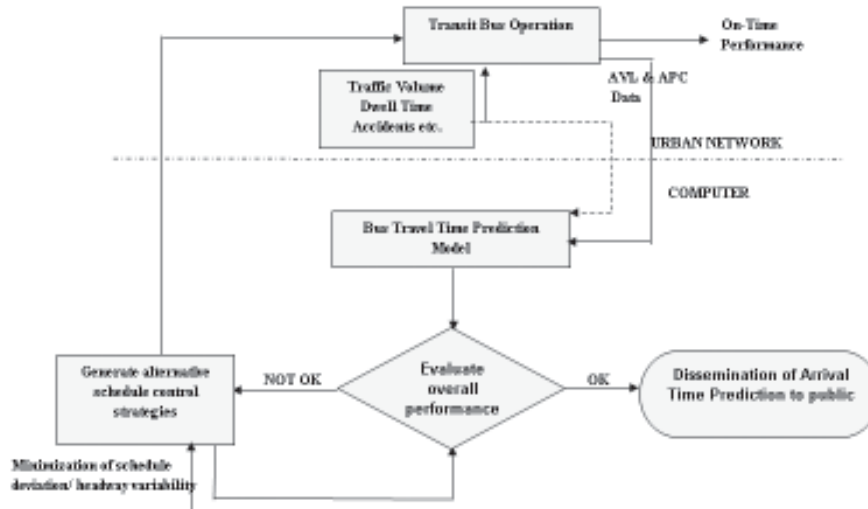 Transit Bus Operation
On-Time
Performance
Traffic Volume
Dwell Time
Accidents etc.
AVL & APC
Data
URBAN NETWORK
COMPUTER
Bus Travel Time Prediction
Model
Generate alternative
schedule control
strategies
NOT OK
Evaluate
overall
performance
OK
Dissemination of Arrival
Time Prediction to public
Minimization of schedule
deviation/ headway variability